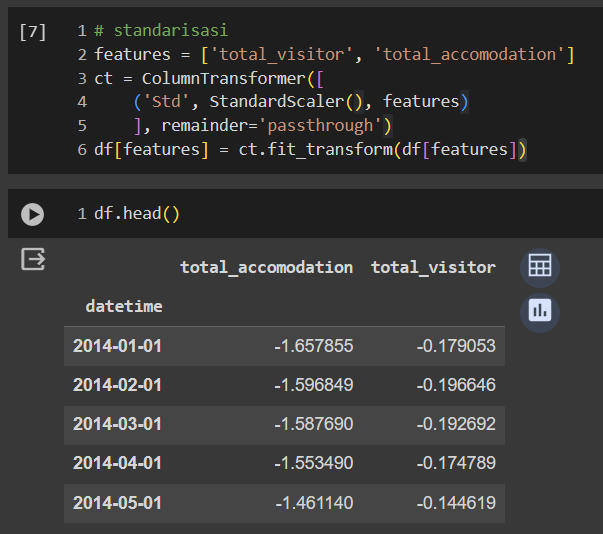 [7]
1 # standarisasi
2 features = ['total_visitor', 'total_accomodation']
3 ct = ColumnTransformer([
4     ('Std', StandardScaler(), features)
5     ], remainder='passthrough')
6 df[features] = ct.fit_transform(df[features])
1 df.head()
total_accomodation total_visitor
datetime
2014-01-01 -1.657855 -0.179053
2014-02-01 -1.596849 -0.196646
2014-03-01 -1.587690 -0.192692
2014-04-01 -1.553490 -0.174789
2014-05-01 -1.461140 -0.144619